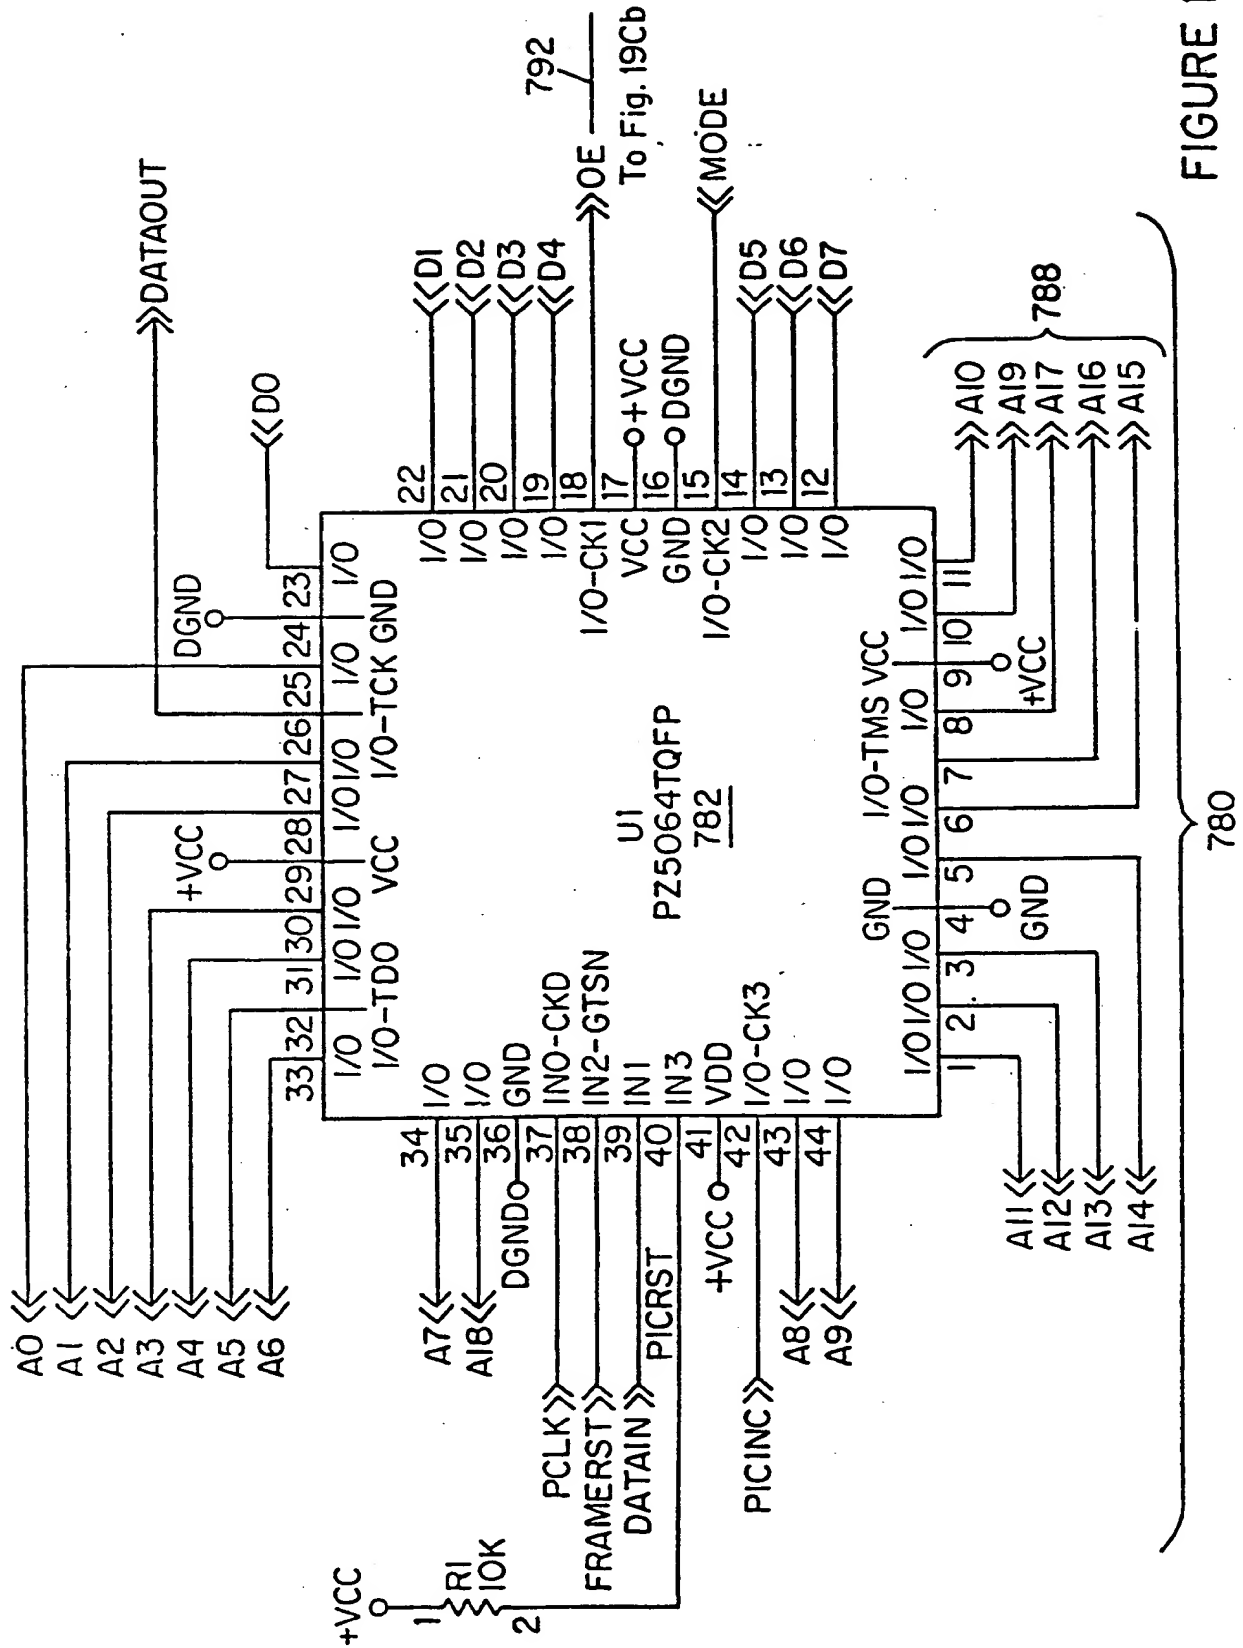 A0
A1
A2
A3
A4
A5
A6
+VCC
DGND
DATAOUT
D0
33 32 31 30 29 28 27 26 25 24 23
I/O I/O-TDO I/O I/O VCC I/O I/O I/O-TCK I/O GND I/O
A7 34 I/O
A18 35 I/O
DGND 36 GND
PCLK 37 IN0-CKD
FRAMERST 38 IN2-GTSN
DATAIN 39 IN1
PICRST 40 IN3
+VCC 41 VDD
PICINC 42 I/O-CK3
A8 43 I/O
A9 44 I/O
+VCC
1
R1
10K
2
U1
PZ5064TQFP
782
I/O 22 D1
I/O 21 D2
I/O 20 D3
I/O 19 D4
I/O-CK1 18 OE 792
To Fig. 19Cb
VCC 17 +VCC
GND 16 DGND
I/O-CK2 15 MODE
I/O 14 D5
I/O 13 D6
I/O 12 D7
I/O I/O I/O GND I/O I/O I/O-TMS I/O VCC I/O I/O
1 2 3 4 5 6 7 8 9 10 11
GND
+VCC
A11
A12
A13
A14
A10
A19
A17
A16
A15
788
780
FIGURE